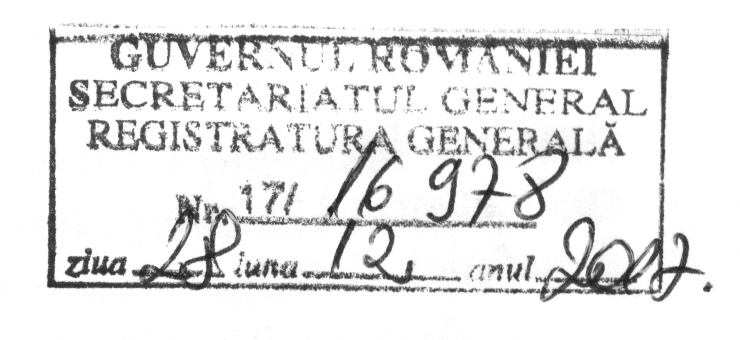 GUVERNUL ROMÂNIEI
SECRETARIATUL GENERAL
REGISTRATURA GENERALĂ
Nr. 17/ 16978
ziua 28 luna 12, anul 2017.